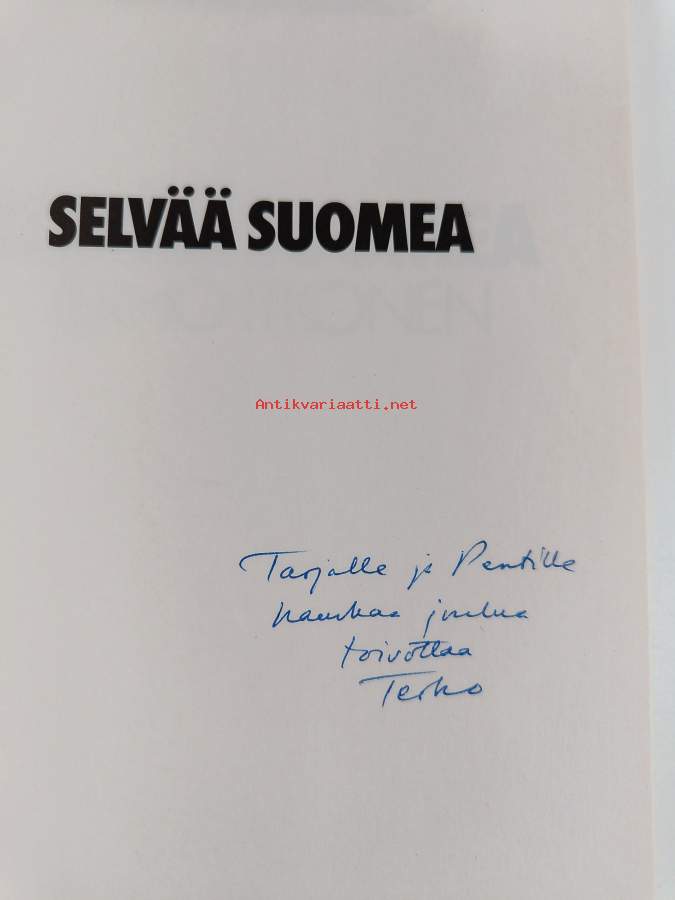 SELVÄÄ SUOMEA
Antikvariaatti.net
Tarjalle ja Pentille
hauskaa joulua
toivottaa
Terho